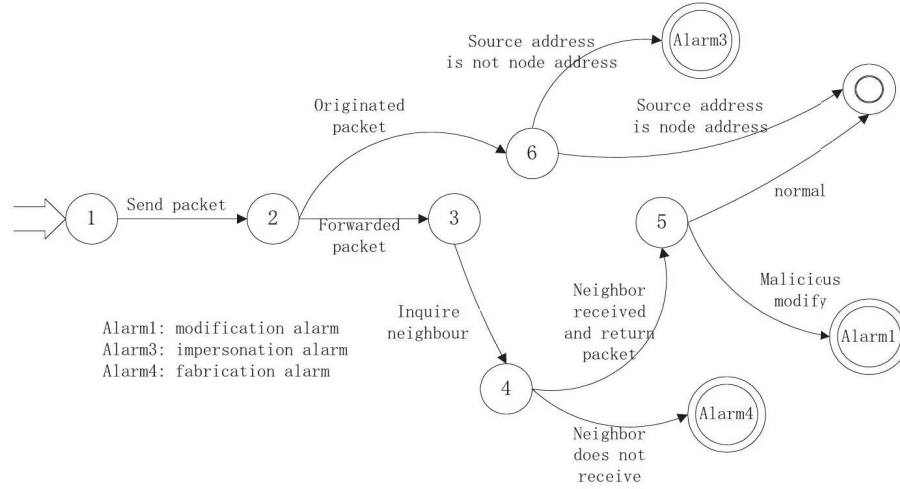 Source address
is not node address
Alarm3
Originated
packet
6
Source address
is node address
1
Send packet
2
Forwarded
packet
3
5
normal
Inquire
neighbour
Neighbor
received
and return
packet
Malicious
modify
Alarm1
Alarm1: modification alarm
Alarm3: impersonation alarm
Alarm4: fabrication alarm
4
Alarm4
Neighbor
does not
receive